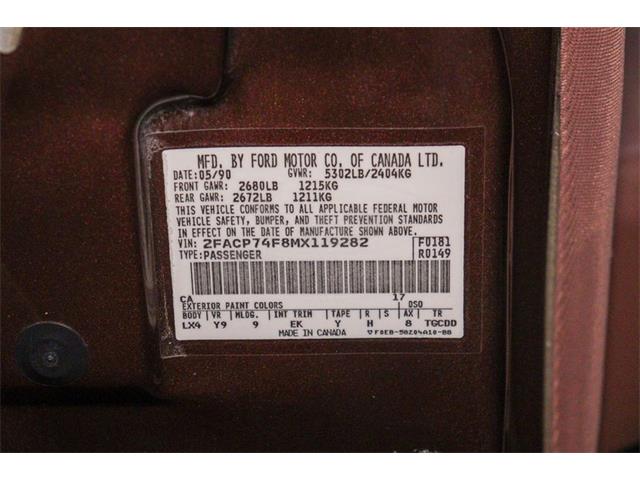 MFD. BY FORD MOTOR CO. OF CANADA LTD.
DATE: 05/90 GVWR: 5302LB/2404KG
FRONT GAWR: 2680LB 1215KG
REAR GAWR: 2672LB 1211KG
THIS VEHICLE CONFORMS TO ALL APPLICABLE FEDERAL MOTOR
VEHICLE SAFETY, BUMPER, AND THEFT PREVENTION STANDARDS
IN EFFECT ON THE DATE OF MANUFACTURE SHOWN ABOVE.
VIN: 2FACP74F8MX119282 F0181
TYPE: PASSENGER R0149
CA 17
EXTERIOR PAINT COLORS DSO
BODY VR MLDG. INT TRIM TAPE R S AX TR
LX4 Y9 9 EK Y H 8 TGCDD
MADE IN CANADA F0EB-50204A10-BB